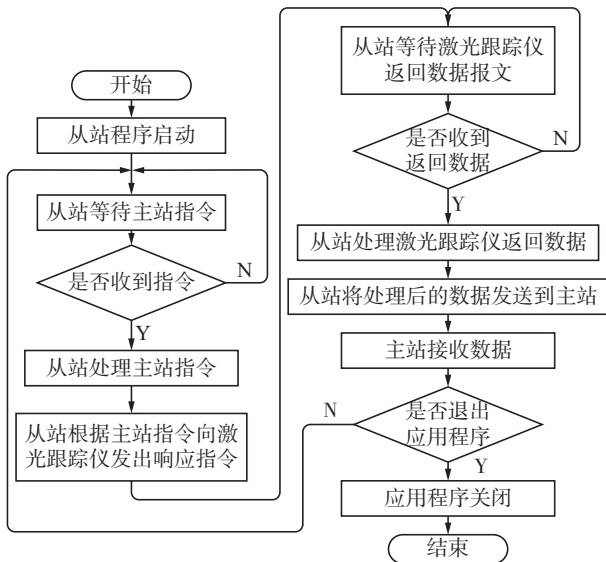 开始
从站程序启动
从站等待主站指令
是否收到指令
N
Y
从站处理主站指令
从站根据主站指令向激
光跟踪仪发出响应指令
从站等待激光跟踪仪
返回数据报文
是否收到
返回数据
N
Y
从站处理激光跟踪仪返回数据
从站将处理后的数据发送到主站
主站接收数据
是否退出
应用程序
N
Y
应用程序关闭
结束